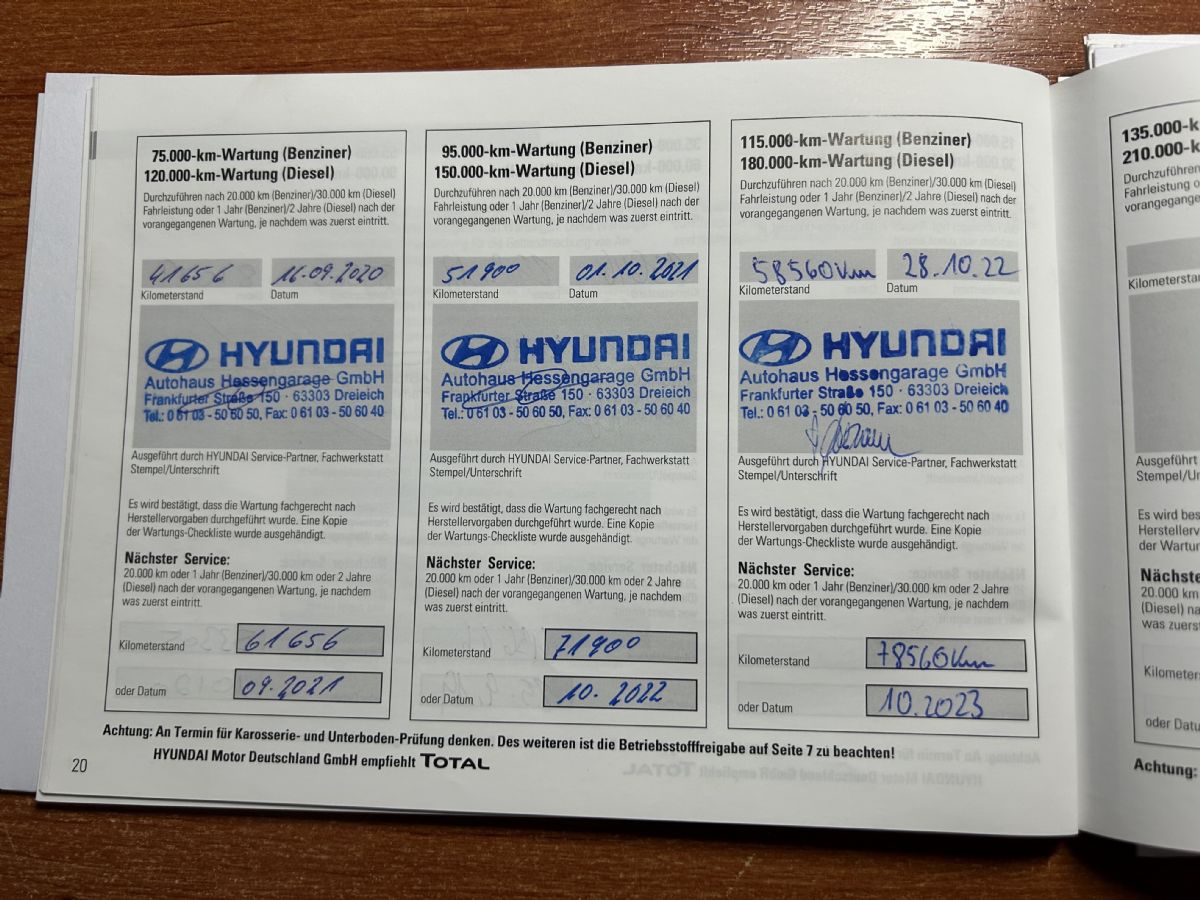 75.000-km-Wartung (Benziner)
120.000-km-Wartung (Diesel)
Durchzuführen nach 20.000 km (Benziner)/30.000 km (Diesel)
Fahrleistung oder 1 Jahr (Benziner)/2 Jahre (Diesel) nach der
vorangegangenen Wartung, je nachdem was zuerst eintritt.
41656 16.09.2020
Kilometerstand Datum
HYUNDAI
Autohaus Hessengarage GmbH
Frankfurter Straße 150 · 63303 Dreieich
Tel.: 0 61 03 - 50 60 50, Fax: 0 61 03 - 50 60 40
Ausgeführt durch HYUNDAI Service-Partner, Fachwerkstatt
Stempel/Unterschrift
Es wird bestätigt, dass die Wartung fachgerecht nach
Herstellervorgaben durchgeführt wurde. Eine Kopie
der Wartungs-Checkliste wurde ausgehändigt.
Nächster Service:
20.000 km oder 1 Jahr (Benziner)/30.000 km oder 2 Jahre
(Diesel) nach der vorangegangenen Wartung, je nachdem
was zuerst eintritt.
Kilometerstand 61656
oder Datum 09.2021
95.000-km-Wartung (Benziner)
150.000-km-Wartung (Diesel)
Durchzuführen nach 20.000 km (Benziner)/30.000 km (Diesel)
Fahrleistung oder 1 Jahr (Benziner)/2 Jahre (Diesel) nach der
vorangegangenen Wartung, je nachdem was zuerst eintritt.
51900 01.10.2021
Kilometerstand Datum
HYUNDAI
Autohaus Hessengarage GmbH
Frankfurter Straße 150 · 63303 Dreieich
Tel.: 0 61 03 - 50 60 50, Fax: 0 61 03 - 50 60 40
Ausgeführt durch HYUNDAI Service-Partner, Fachwerkstatt
Stempel/Unterschrift
Es wird bestätigt, dass die Wartung fachgerecht nach
Herstellervorgaben durchgeführt wurde. Eine Kopie
der Wartungs-Checkliste wurde ausgehändigt.
Nächster Service:
20.000 km oder 1 Jahr (Benziner)/30.000 km oder 2 Jahre
(Diesel) nach der vorangegangenen Wartung, je nachdem
was zuerst eintritt.
Kilometerstand 71900
oder Datum 10.2022
115.000-km-Wartung (Benziner)
180.000-km-Wartung (Diesel)
Durchzuführen nach 20.000 km (Benziner)/30.000 km (Diesel)
Fahrleistung oder 1 Jahr (Benziner)/2 Jahre (Diesel) nach der
vorangegangenen Wartung, je nachdem was zuerst eintritt.
58560km 28.10.22
Kilometerstand Datum
HYUNDAI
Autohaus Hessengarage GmbH
Frankfurter Straße 150 · 63303 Dreieich
Tel.: 0 61 03 - 50 60 50, Fax: 0 61 03 - 50 60 40
Ausgeführt durch HYUNDAI Service-Partner, Fachwerkstatt
Stempel/Unterschrift
Es wird bestätigt, dass die Wartung fachgerecht nach
Herstellervorgaben durchgeführt wurde. Eine Kopie
der Wartungs-Checkliste wurde ausgehändigt.
Nächster Service:
20.000 km oder 1 Jahr (Benziner)/30.000 km oder 2 Jahre
(Diesel) nach der vorangegangenen Wartung, je nachdem
was zuerst eintritt.
Kilometerstand 78560km
oder Datum 10.2023
Achtung: An Termin für Karosserie- und Unterboden-Prüfung denken. Des weiteren ist die Betriebsstofffreigabe auf Seite 7 zu beachten!
HYUNDAI Motor Deutschland GmbH empfiehlt TOTAL
20
135.000-k
210.000-k
Durchführen
Fahrleistung o
vorangegangen
Kilometersta
Ausgeführt
Stempel/Un
Es wird bes
Herstellervo
der Wartun
Nächste
20.000 km
(Diesel) na
was zuerst
Kilometer
oder Datu
Achtung: